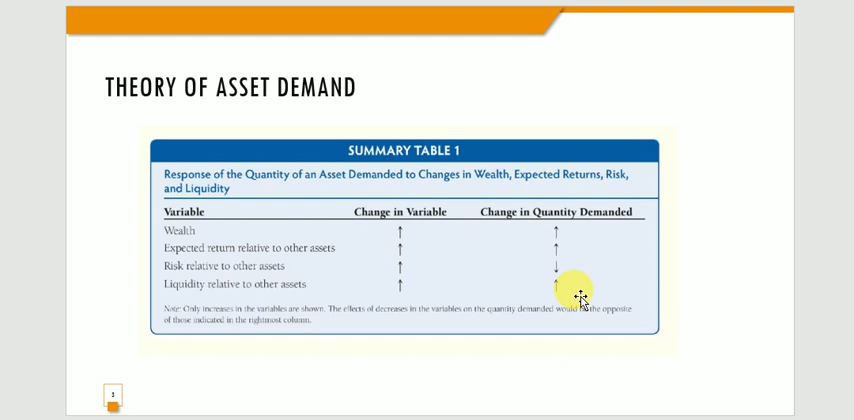 THEORY OF ASSET DEMAND
SUMMARY TABLE 1
Response of the Quantity of an Asset Demanded to Changes in Wealth, Expected Returns, Risk,
and Liquidity
Variable Change in Variable Change in Quantity Demanded
Wealth ↑ ↑
Expected return relative to other assets ↑ ↑
Risk relative to other assets ↑ ↓
Liquidity relative to other assets ↑ ↑
Note: Only increases in the variables are shown. The effects of decreases in the variables on the quantity demanded would the opposite
of those indicated in the rightmost column.
3